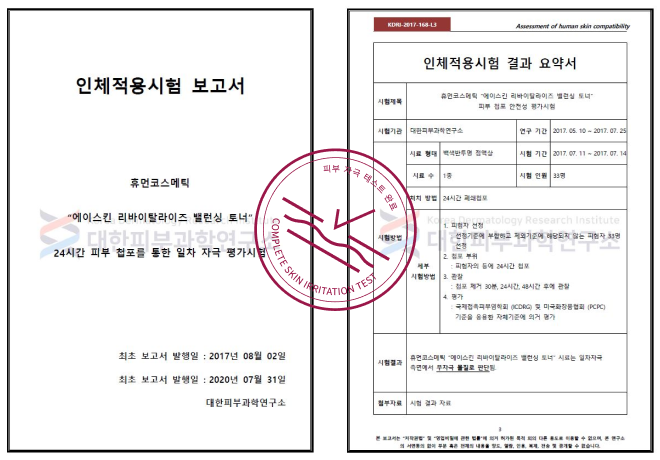 인체적용시험 보고서
휴먼코스메틱
"에이스킨 리바이탈라이즈 밸런싱 토너"
대한피부과학연구소
24시간 피부 첩포를 통한 일차 자극 평가시험
최초 보고서 발행일 : 2017년 08월 02일
최초 보고서 발행일 : 2020년 07월 31일
대한피부과학연구소
피부 자극 테스트 완료
COMPLETE SKIN IRRITATION TEST
KDRI-2017-168-L3
Assessment of human skin compatibility
인체적용시험 결과 요약서
시험제목
휴먼코스메틱 "에이스킨 리바이탈라이즈 밸런싱 토너"
피부 첩포 안전성 평가시험
시험기관 대한피부과학연구소 연구 기간 2017. 05. 10 ~ 2017. 07. 25
시료 형태 백색반투명 점액상 시험 기간 2017. 07. 11 ~ 2017. 07. 14
시료 수 1종 시험 인원 33명
처치 방법 24시간 폐쇄첩포
Korea Dermatology Research Institute
대한피부과학연구소
시험방법
세부
시험방법
1. 피험자 선정
: 선정기준에 부합하고 제외기준에 해당되지 않는 피험자 33명
선정
2. 첩포 부위
: 피험자의 등에 24시간 첩포
3. 관찰
: 첩포 제거 30분, 24시간, 48시간 후에 관찰
4. 평가
: 국제접촉피부염학회 (ICDRG) 및 미국화장품협회 (PCPC)
기준을 응용한 자체기준에 의거 평가
시험결과
휴먼코스메틱 "에이스킨 리바이탈라이즈 밸런싱 토너" 시료는 일차자극
측면에서 무자극 물질로 판단됨.
첨부자료 시험 결과 자료
본 보고서는 "저작권법" 및 "영업비밀에 관한 법률"에 의거 허가된 목적 외의 다른 용도로 이용할 수 없으며, 본 연구소
의 서면동의 없이 부분 혹은 전체의 내용을 양도, 열람, 인용, 복제, 전송 및 공개할 수 없습니다.